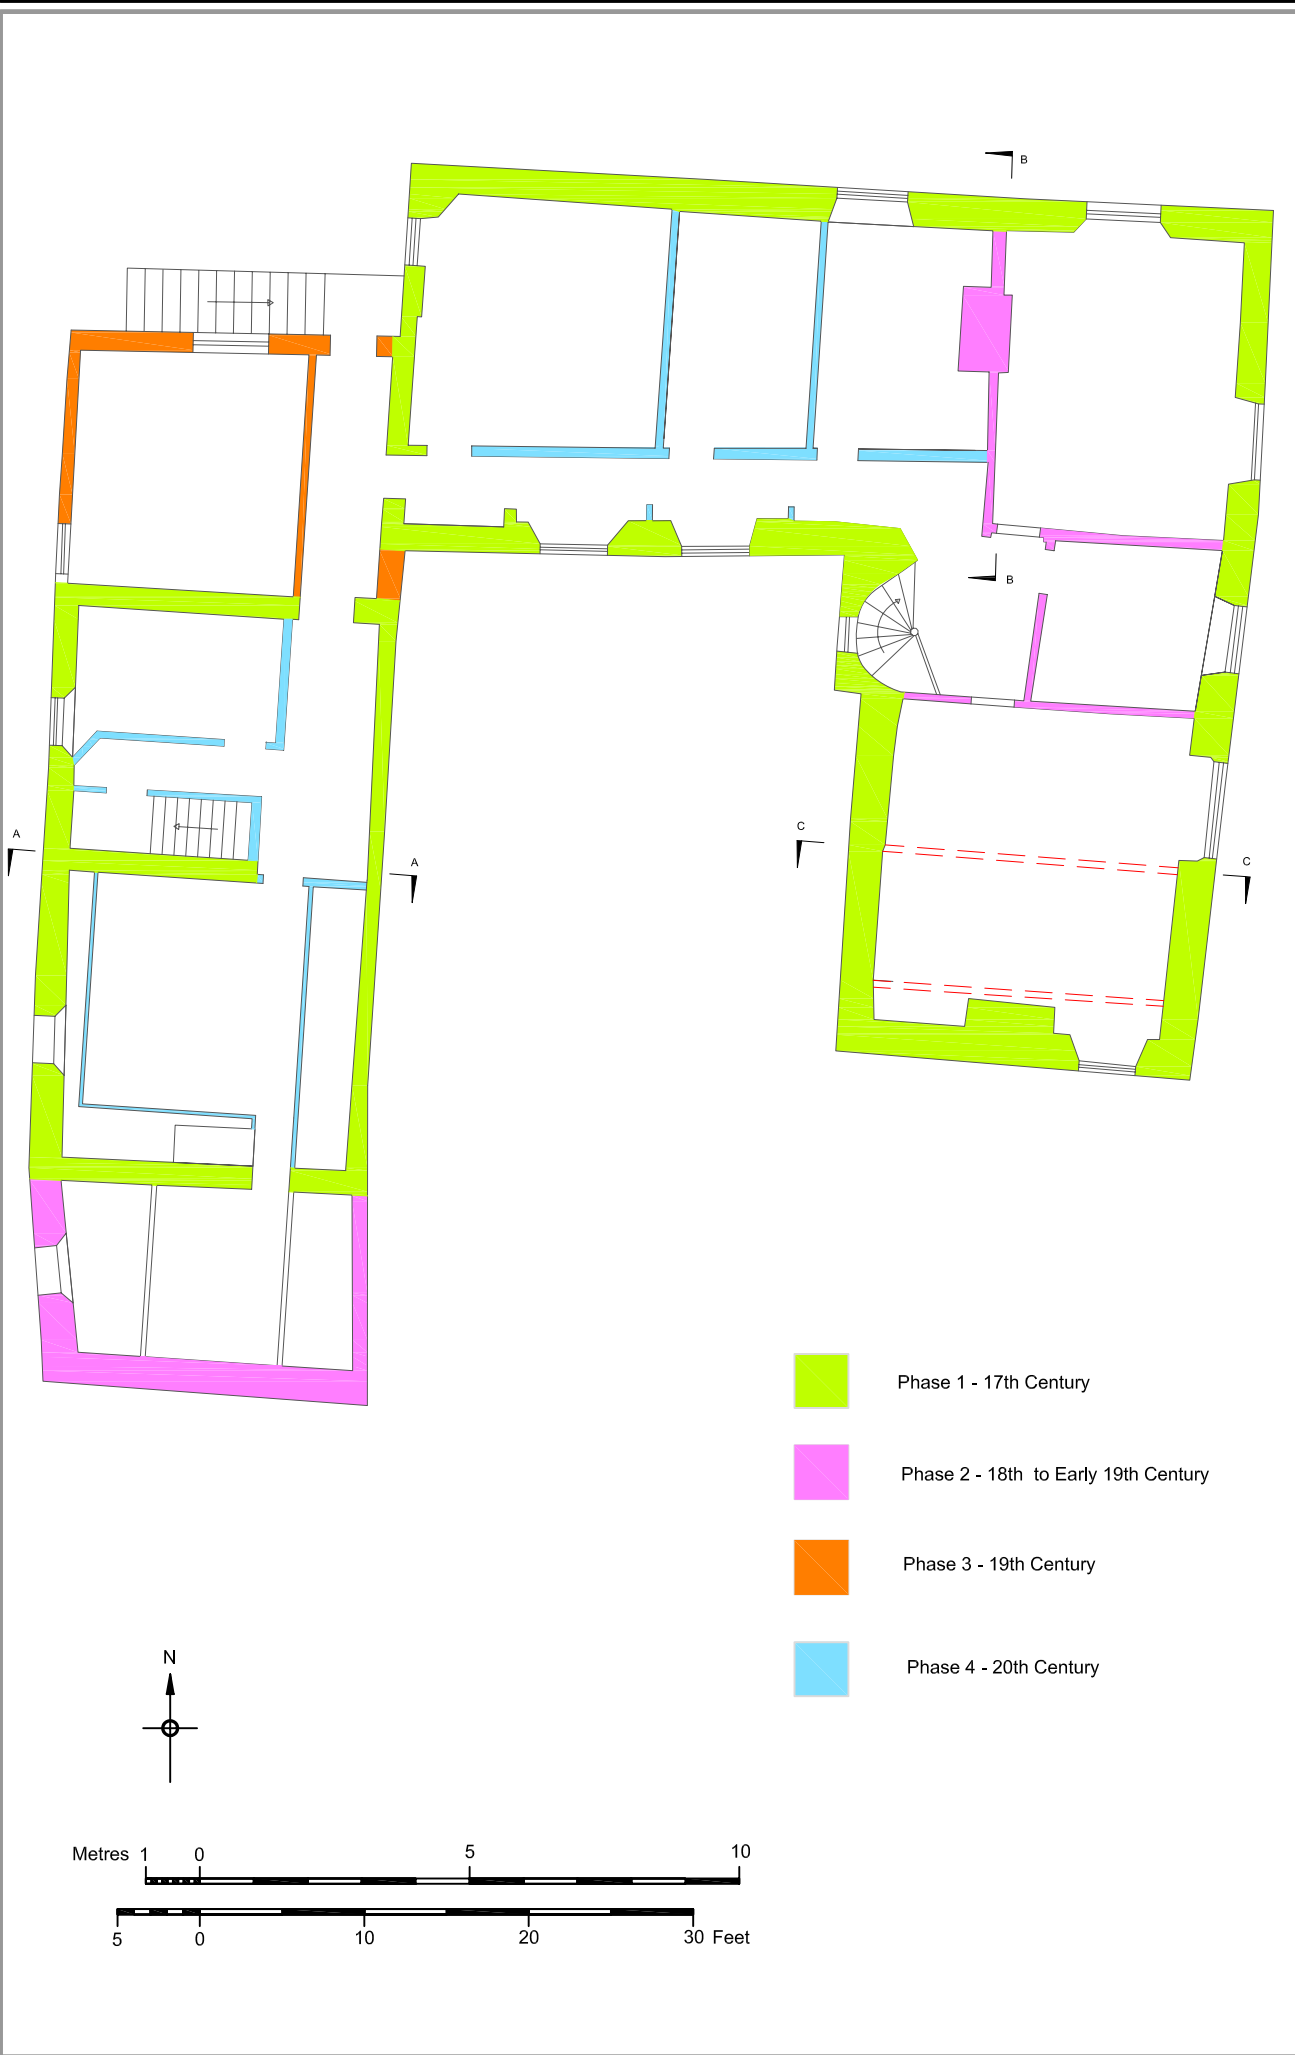 B
B
A
A
C
C
Phase 1 - 17th Century
Phase 2 - 18th to Early 19th Century
Phase 3 - 19th Century
Phase 4 - 20th Century
N
Metres 1 0 5 10
5 0 10 20 30 Feet